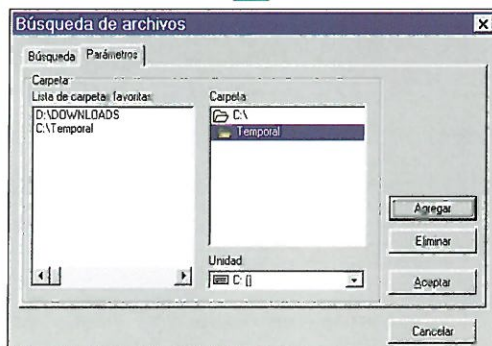 Búsqueda de archivos
Búsqueda
Parámetros
Carpeta:
Lista de carpetas favoritas:
D:\DOWNLOADS
C:\Temporal
Carpeta:
C:\
Temporal
Unidad
C: []
Agregar
Eliminar
Aceptar
Cancelar